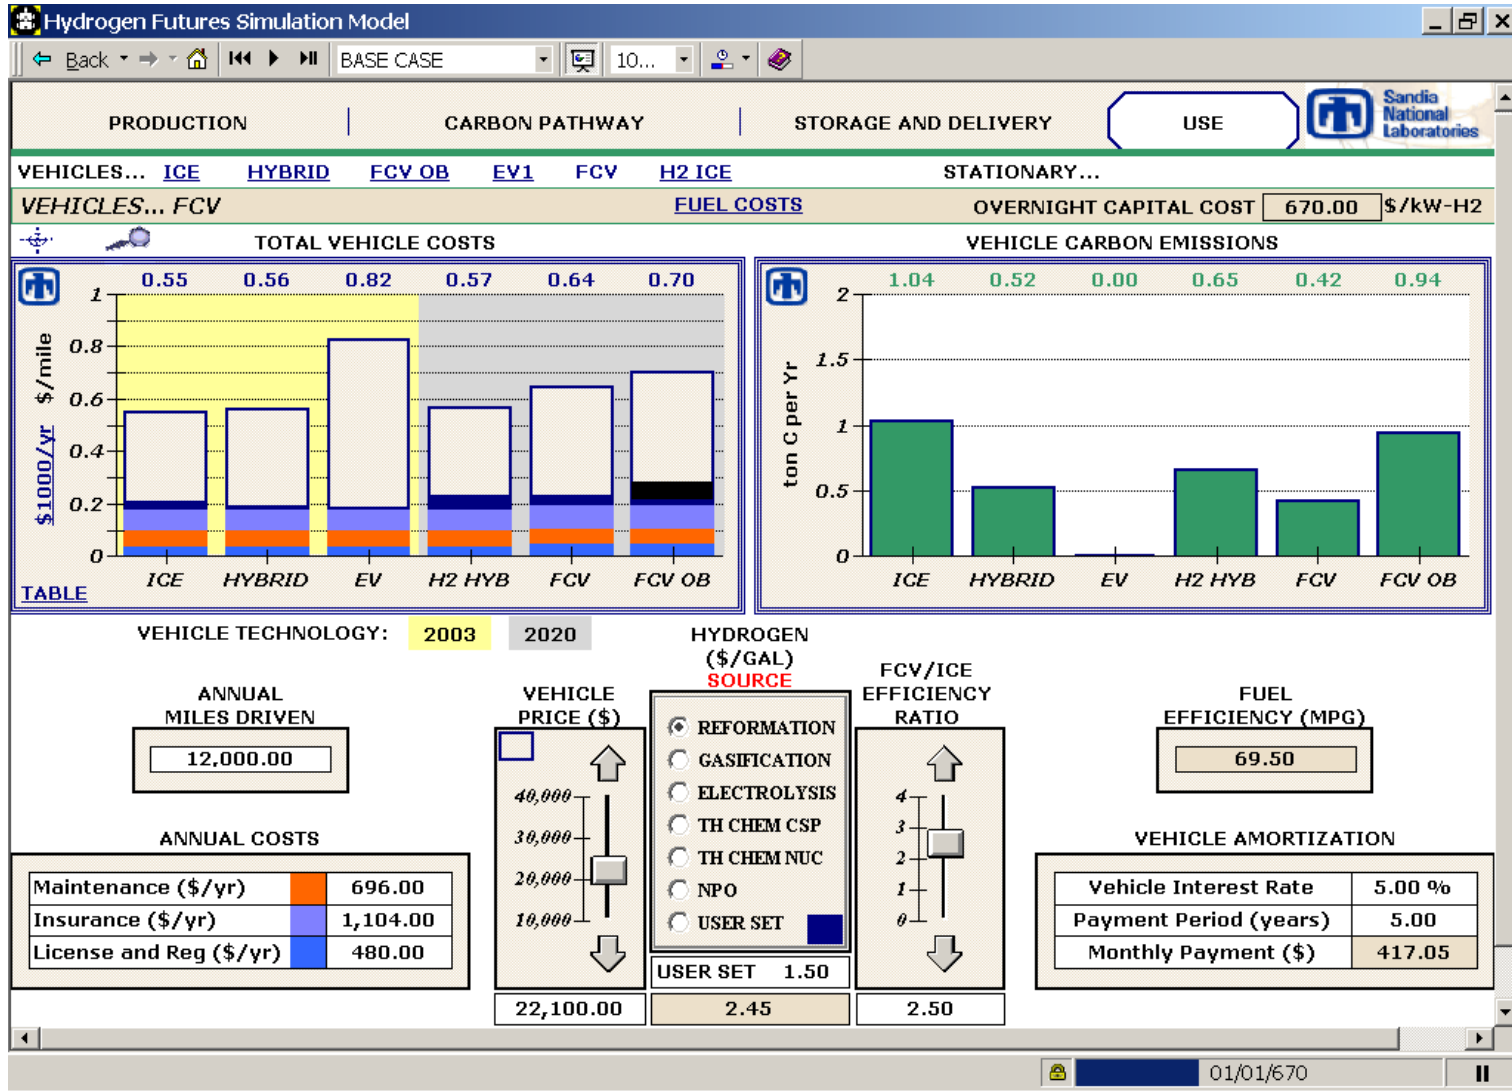 Hydrogen Futures Simulation Model
Back BASE CASE 10...
PRODUCTION CARBON PATHWAY STORAGE AND DELIVERY USE
Sandia
National
Laboratories
VEHICLES... ICE HYBRID FCV OB EV1 FCV H2 ICE STATIONARY...
VEHICLES... FCV FUEL COSTS OVERNIGHT CAPITAL COST 670.00 $/kW-H2
TOTAL VEHICLE COSTS
0.55 0.56 0.82 0.57 0.64 0.70
$1000/yr $/mile
1
0.8
0.6
0.4
0.2
0
ICE HYBRID EV H2 HYB FCV FCV OB
TABLE
VEHICLE CARBON EMISSIONS
1.04 0.52 0.00 0.65 0.42 0.94
ton C per Yr
2
1.5
1
0.5
0
ICE HYBRID EV H2 HYB FCV FCV OB
VEHICLE TECHNOLOGY: 2003 2020
ANNUAL
MILES DRIVEN
12,000.00
ANNUAL COSTS
Maintenance ($/yr) 696.00
Insurance ($/yr) 1,104.00
License and Reg ($/yr) 480.00
VEHICLE
PRICE ($)
40,000
30,000
20,000
10,000
22,100.00
HYDROGEN
($/GAL)
SOURCE
REFORMATION
GASIFICATION
ELECTROLYSIS
TH CHEM CSP
TH CHEM NUC
NPO
USER SET
USER SET 1.50
2.45
FCV/ICE
EFFICIENCY
RATIO
4
3
2
1
0
2.50
FUEL
EFFICIENCY (MPG)
69.50
VEHICLE AMORTIZATION
Vehicle Interest Rate 5.00 %
Payment Period (years) 5.00
Monthly Payment ($) 417.05
01/01/670